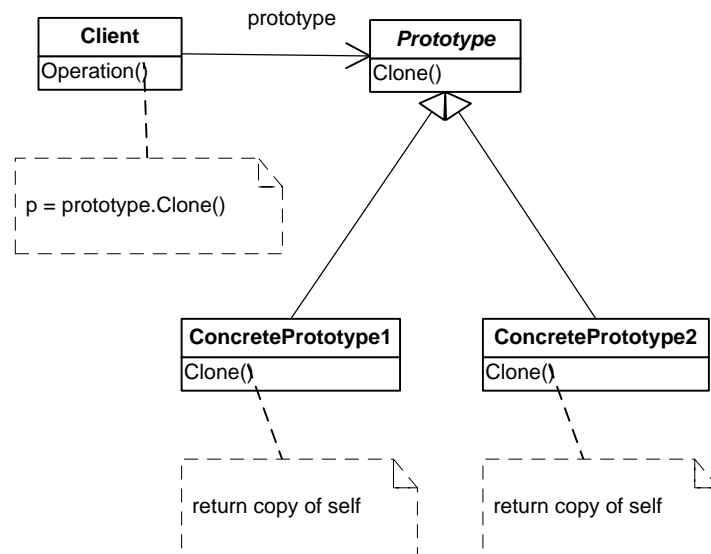 prototype
Client
Prototype
Operation()
Clone()
p = prototype.Clone()
ConcretePrototype1
ConcretePrototype2
Clone()
Clone()
return copy of self
return copy of self